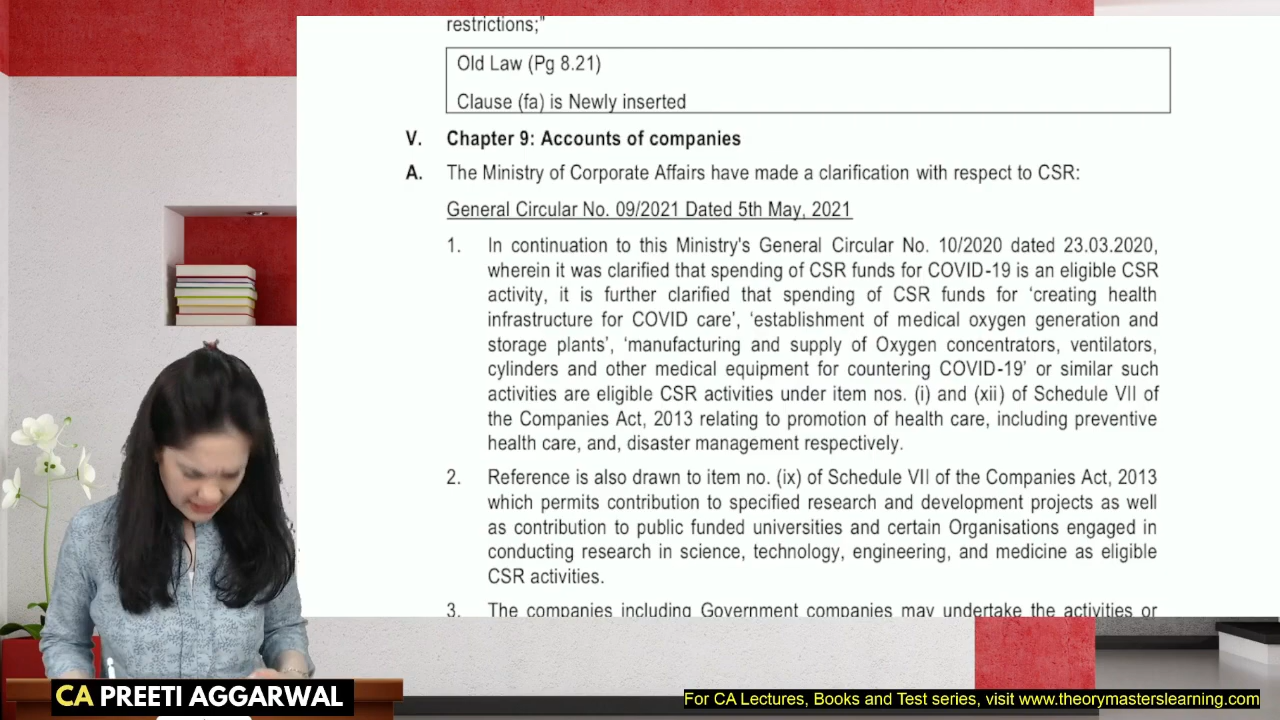 restrictions;"
Old Law (Pg 8.21)
Clause (fa) is Newly inserted
V. Chapter 9: Accounts of companies
A. The Ministry of Corporate Affairs have made a clarification with respect to CSR:
General Circular No. 09/2021 Dated 5th May, 2021
1. In continuation to this Ministry's General Circular No. 10/2020 dated 23.03.2020,
wherein it was clarified that spending of CSR funds for COVID-19 is an eligible CSR
activity, it is further clarified that spending of CSR funds for 'creating health
infrastructure for COVID care', 'establishment of medical oxygen generation and
storage plants', 'manufacturing and supply of Oxygen concentrators, ventilators,
cylinders and other medical equipment for countering COVID-19' or similar such
activities are eligible CSR activities under item nos. (i) and (xii) of Schedule VII of
the Companies Act, 2013 relating to promotion of health care, including preventive
health care, and, disaster management respectively.
2. Reference is also drawn to item no. (ix) of Schedule VII of the Companies Act, 2013
which permits contribution to specified research and development projects as well
as contribution to public funded universities and certain Organisations engaged in
conducting research in science, technology, engineering, and medicine as eligible
CSR activities.
3. The companies including Government companies may undertake the activities or
CA PREETI AGGARWAL
For CA Lectures, Books and Test series, visit www.theorymasterslearning.com